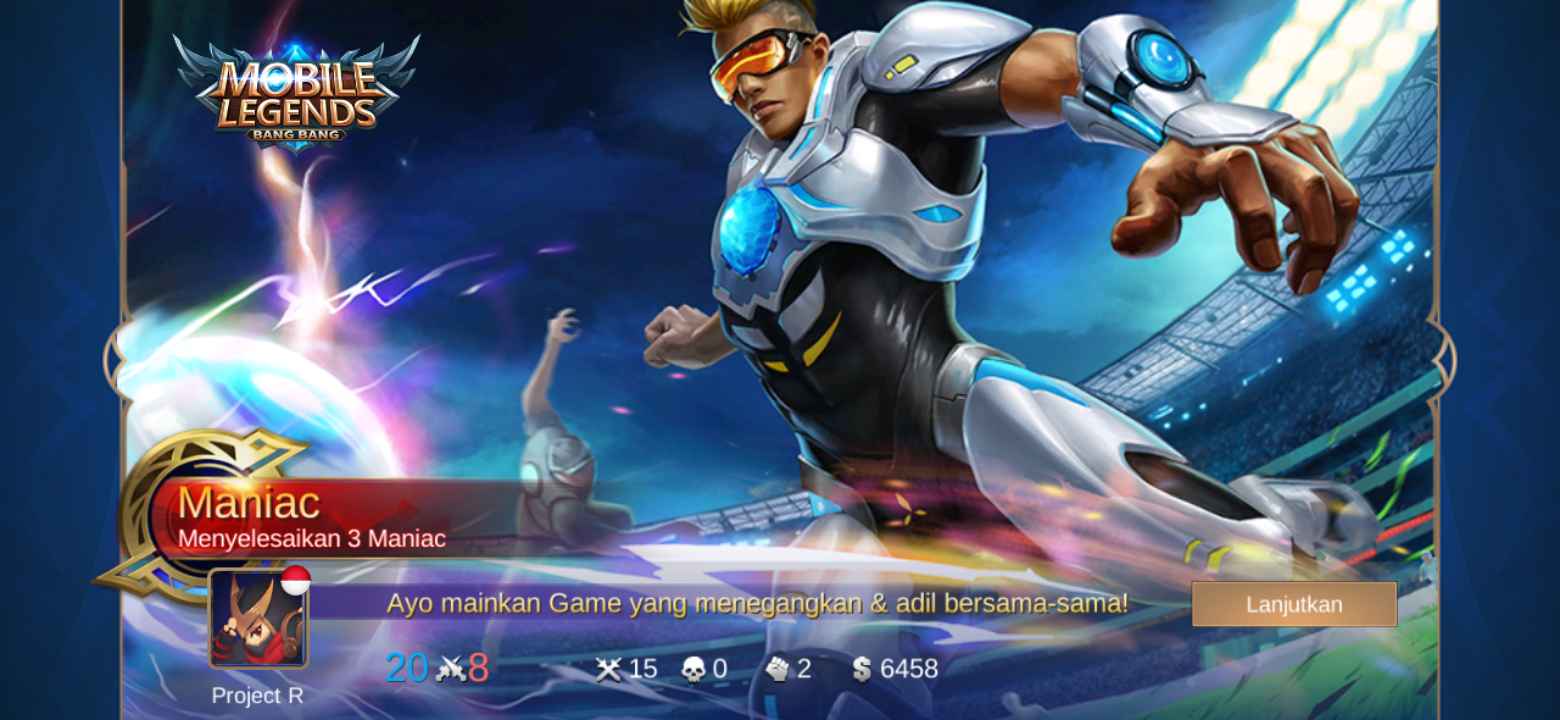 MOBILE
LEGENDS
BANG BANG
Maniac
Menyelesaikan 3 Maniac
Ayo mainkan Game yang menegangkan & adil bersama-sama!
Lanjutkan
20 8 15 0 2 $ 6458
Project R